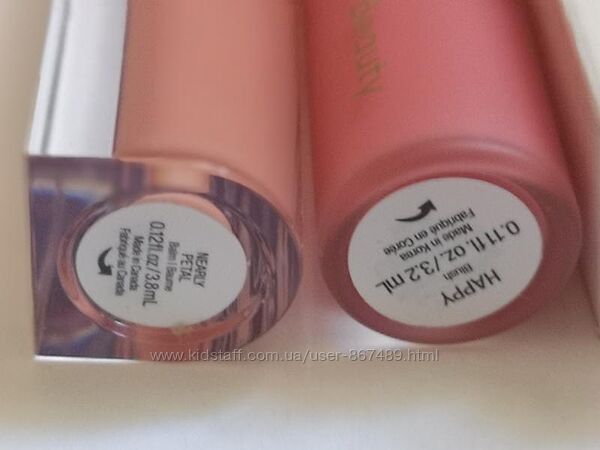 NEARLY
PETAL
Balm | Baume
0.12fl.oz/3.8mL
Made in Canada
Fabriqué au Canada
Beauty
HAPPY
Blush
0.11 fl. oz. / 3.2 mL
Made in Korea
Fabriqué en Corée
www.kidstaff.com.ua/user-867489.html